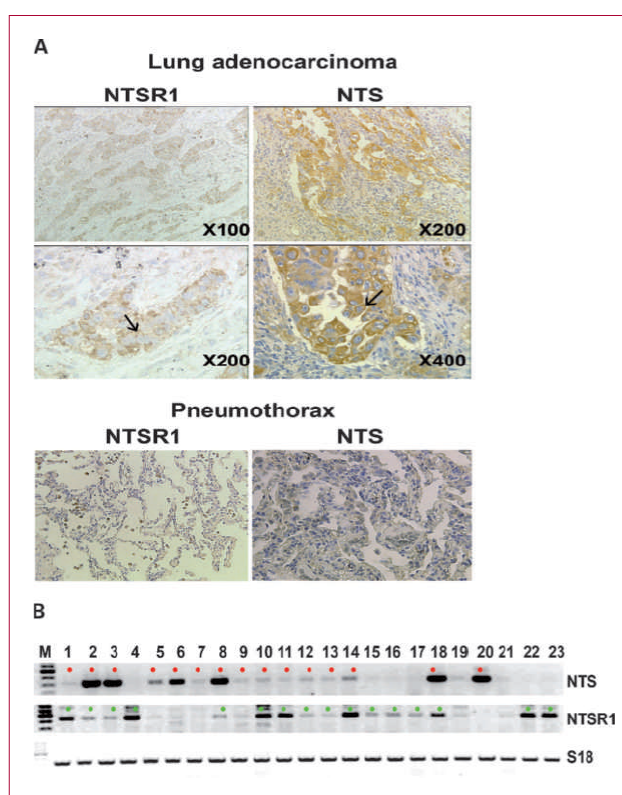 A
Lung adenocarcinoma
NTSR1 NTS
X100 X200
X200 X400
Pneumothorax
NTSR1 NTS
B
M 1 2 3 4 5 6 7 8 9 10 11 12 13 14 15 16 17 18 19 20 21 22 23
NTS
NTSR1
S18